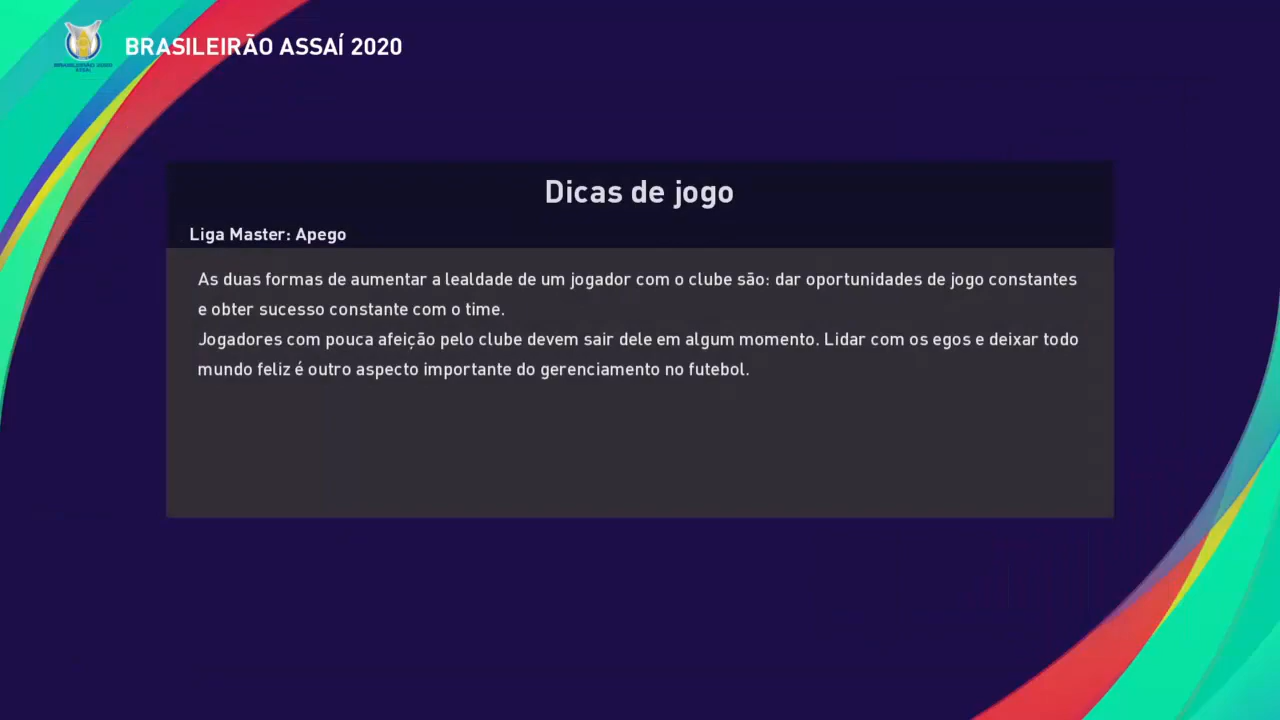 BRASILEIRÃO ASSAÍ 2020
BRASILEIRÃO ASSAÍ
Dicas de jogo
Liga Master: Apego
As duas formas de aumentar a lealdade de um jogador com o clube são: dar oportunidades de jogo constantes
e obter sucesso constante com o time.
Jogadores com pouca afeição pelo clube devem sair dele em algum momento. Lidar com os egos e deixar todo
mundo feliz é outro aspecto importante do gerenciamento no futebol.